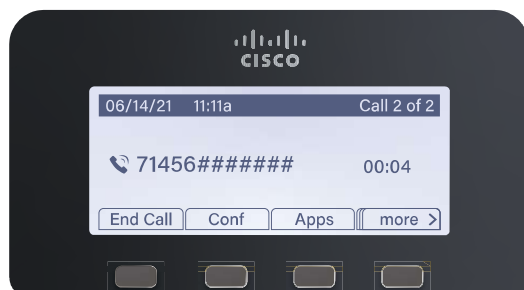 CISCO
06/14/21 11:11a Call 2 of 2
71456####### 00:04
End Call Conf Apps more >